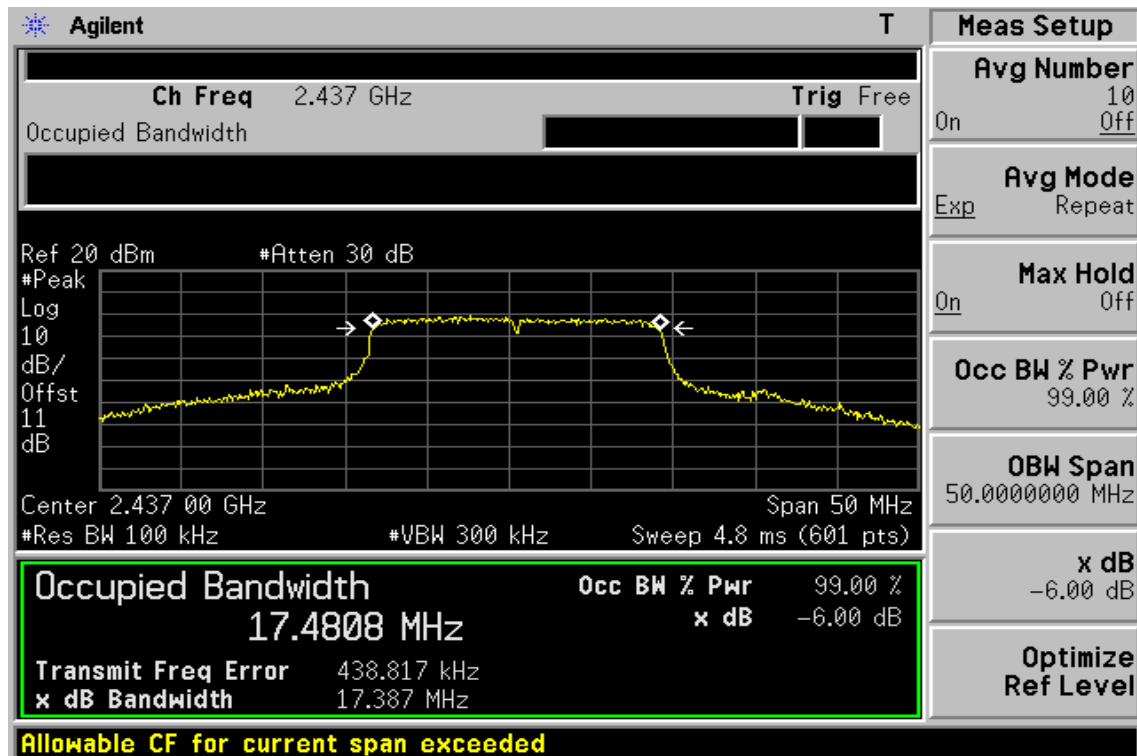 Agilent T
Meas Setup
Ch Freq 2.437 GHz Trig Free
Occupied Bandwidth
Ref 20 dBm #Atten 30 dB
#Peak
Log
10
dB/
Offst
11
dB
Center 2.437 00 GHz Span 50 MHz
#Res BW 100 kHz #VBW 300 kHz Sweep 4.8 ms (601 pts)
Occupied Bandwidth
17.4808 MHz
Occ BW % Pwr 99.00 %
x dB -6.00 dB
Transmit Freq Error 438.817 kHz
x dB Bandwidth 17.387 MHz
Allowable CF for current span exceeded
Avg Number
10
On Off
Avg Mode
Exp Repeat
Max Hold
On Off
Occ BW % Pwr
99.00 %
OBW Span
50.0000000 MHz
x dB
-6.00 dB
Optimize
Ref Level